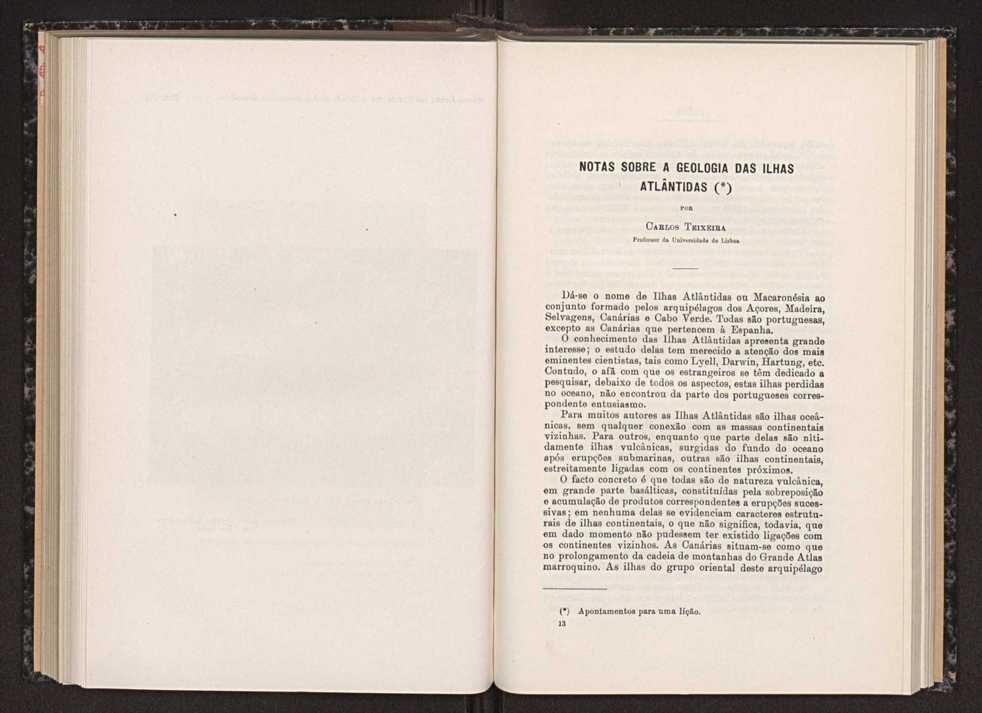 NOTAS SOBRE A GEOLOGIA DAS ILHAS
ATLÂNTIDAS (*)
POR
CARLOS TEIXEIRA
Professor da Universidade de Lisboa
Dá-se o nome de Ilhas Atlântidas ou Macaronésia ao
conjunto formado pelos arquipélagos dos Açores, Madeira,
Selvagens, Canárias e Cabo Verde. Todas são portuguesas,
excepto as Canárias que pertencem à Espanha.
O conhecimento das Ilhas Atlântidas apresenta grande
interesse; o estudo delas tem merecido a atenção dos mais
eminentes cientistas, tais como Lyell, Darwin, Hartung, etc.
Contudo, o afã com que os estrangeiros se têm dedicado a
pesquisar, debaixo de todos os aspectos, estas ilhas perdidas
no oceano, não encontrou da parte dos portugueses corres-
pondente entusiasmo.
Para muitos autores as Ilhas Atlântidas são ilhas oceâ-
nicas, sem qualquer conexão com as massas continentais
vizinhas. Para outros, enquanto que parte delas são niti-
damente ilhas vulcânicas, surgidas do fundo do oceano
após erupções submarinas, outras são ilhas continentais,
estreitamente ligadas com os continentes próximos.
O facto concreto é que todas são de natureza vulcânica,
em grande parte basálticas, constituídas pela sobreposição
e acumulação de produtos correspondentes a erupções suces-
sivas; em nenhuma delas se evidenciam caracteres estrutu-
rais de ilhas continentais, o que não significa, todavia, que
em dado momento não pudessem ter existido ligações com
os continentes vizinhos. As Canárias situam-se como que
no prolongamento da cadeia de montanhas do Grande Atlas
marroquino. As ilhas do grupo oriental deste arquipélago
(*) Apontamentos para uma lição.
13